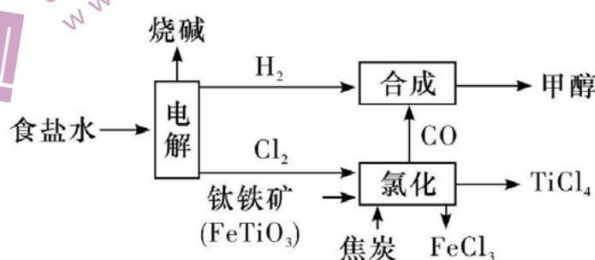 烧碱
H₂
合成
甲醇
食盐水
电解
CO
Cl₂
钛铁矿
(FeTiO₃)
氯化
TiCl₄
焦炭
FeCl₃